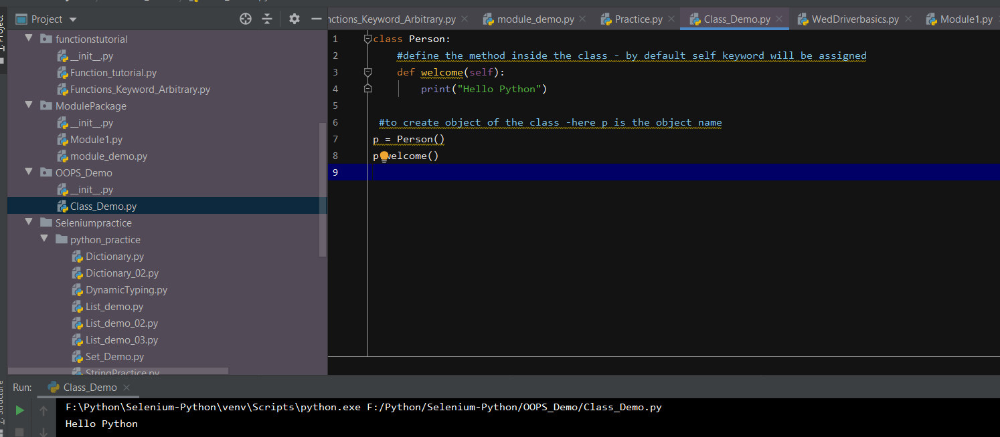 Project
nctions_Keyword_Arbitrary.py
module_demo.py
Practice.py
Class_Demo.py
WedDriverbasics.py
Module1.py
functionstutorial
__init__.py
Function_tutorial.py
Functions_Keyword_Arbitrary.py
ModulePackage
__init__.py
Module1.py
module_demo.py
OOPS_Demo
__init__.py
Class_Demo.py
Seleniumpractice
python_practice
Dictionary.py
Dictionary_02.py
DynamicTyping.py
List_demo.py
List_demo_02.py
List_demo_03.py
Set_Demo.py
StringPractice.py
1 class Person:
2 #define the method inside the class - by default self keyword will be assigned
3 def welcome(self):
4 print("Hello Python")
5
6 #to create object of the class -here p is the object name
7 p = Person()
8 p welcome()
9
Run: Class_Demo
F:\Python\Selenium-Python\venv\Scripts\python.exe F:/Python/Selenium-Python/OOPS_Demo/Class_Demo.py
Hello Python